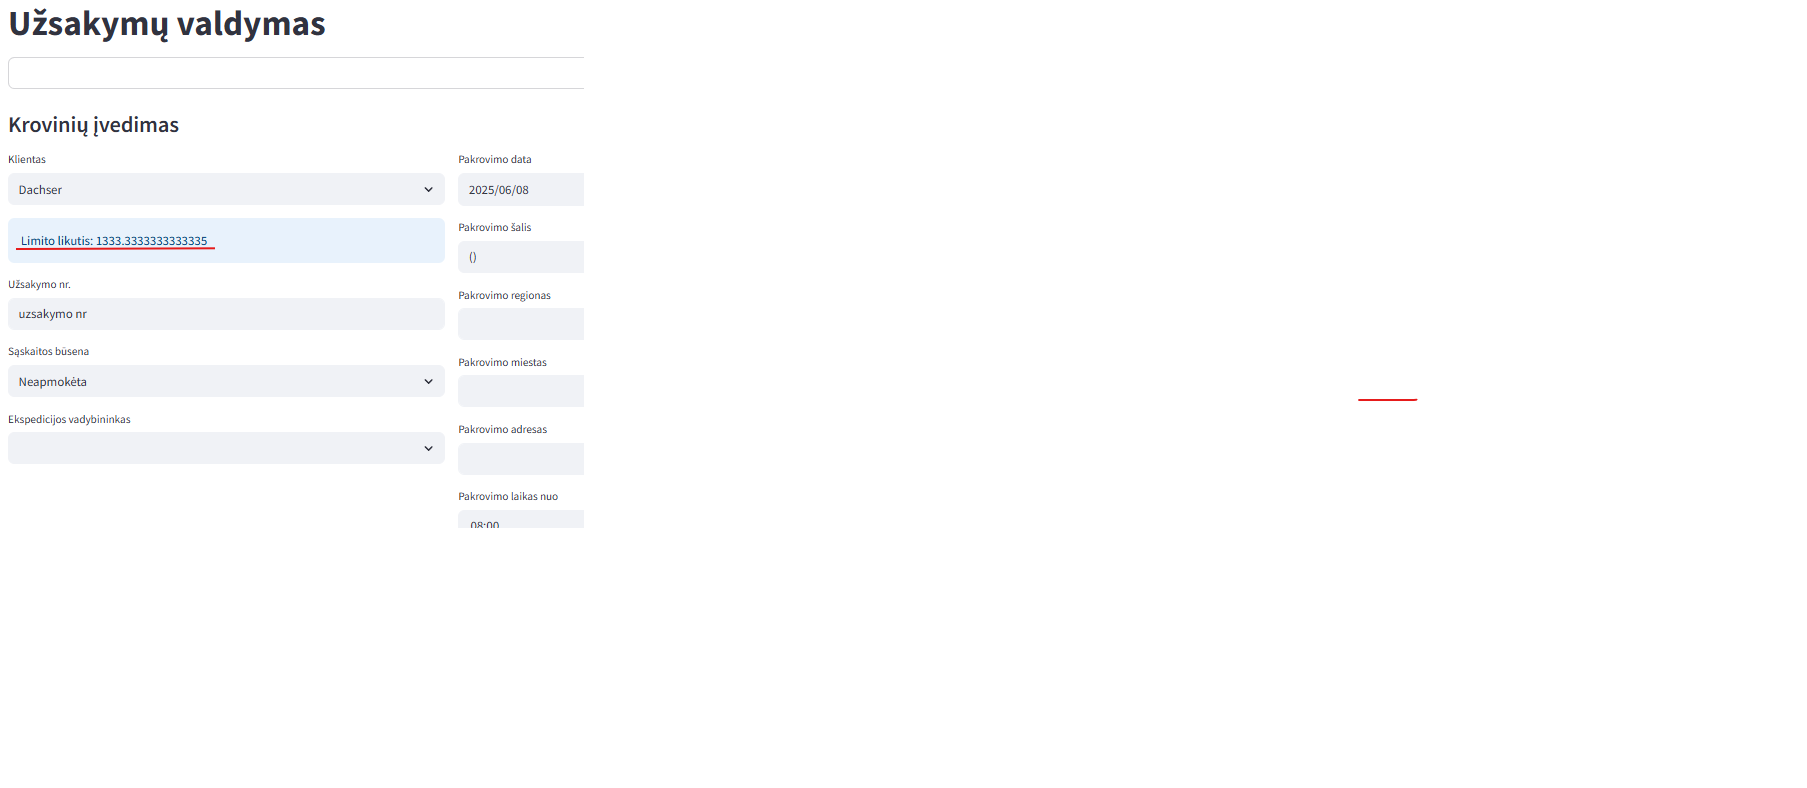 Užsakymų valdymas
Krovinių įvedimas
Klientas
Dachser
Limito likutis: 1333.3333333333335
Užsakymo nr.
uzsakymo nr
Sąskaitos būsena
Neapmokėta
Ekspedicijos vadybininkas
Pakrovimo data
2025/06/08
Pakrovimo šalis
()
Pakrovimo regionas
Pakrovimo miestas
Pakrovimo adresas
Pakrovimo laikas nuo
08:00